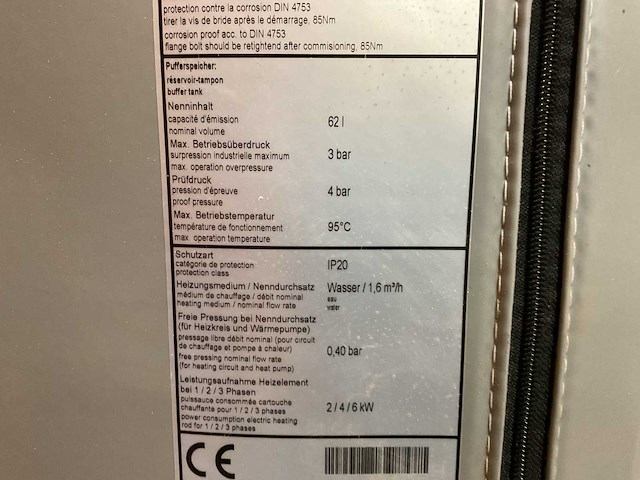 protection contre la corrosion DIN 4753
tirer la vis de bride après le démarrage, 85Nm
corrosion proof acc. to DIN 4753
flange bolt should be retightend after commisioning, 85Nm
Pufferspeicher:
réservoir-tampon
buffer tank
Nenninhalt
capacité d'émission 62 l
nominal volume
Max. Betriebsüberdruck
surpression industrielle maximum 3 bar
max. operation overpressure
Prüfdruck
pression d'épreuve 4 bar
proof pressure
Max. Betriebstemperatur
température de fonctionnement 95°C
max. operation temperature
Schutzart
catégorie de protection IP20
protection class
Heizungsmedium / Nenndurchsatz Wasser / 1,6 m³/h
médium de chauffage / débit nominal eau
heating medium / nominal flow rate water
Freie Pressung bei Nenndurchsatz
(für Heizkreis und Wärmepumpe)
pressage libre débit nominal (pour circuit
de chauffage et pompe à chaleur) 0,40 bar
free pressing nominal flow rate
(for heating circuit and heat pump)
Leistungsaufnahme Heizelement
bei 1 / 2 / 3 Phasen
puissauce consommée cartouche
chauffante pour 1 / 2 / 3 phases 2 / 4 / 6 kW
power consumption electric heating
rod for 1 / 2 / 3 phases
CE